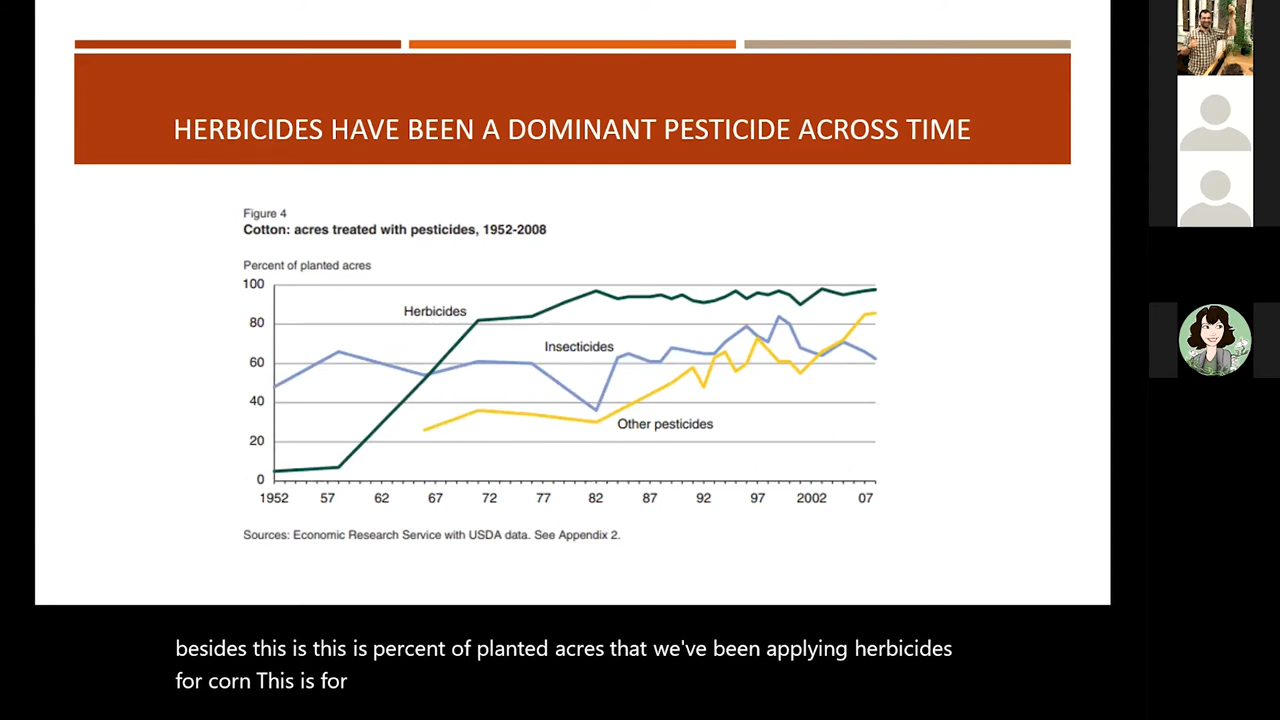 HERBICIDES HAVE BEEN A DOMINANT PESTICIDE ACROSS TIME
Figure 4
Cotton: acres treated with pesticides, 1952-2008
Percent of planted acres
100
80
60
40
20
0
Herbicides
Insecticides
Other pesticides
1952 57 62 67 72 77 82 87 92 97 2002 07
Sources: Economic Research Service with USDA data. See Appendix 2.
besides this is this is percent of planted acres that we've been applying herbicides
for corn This is for